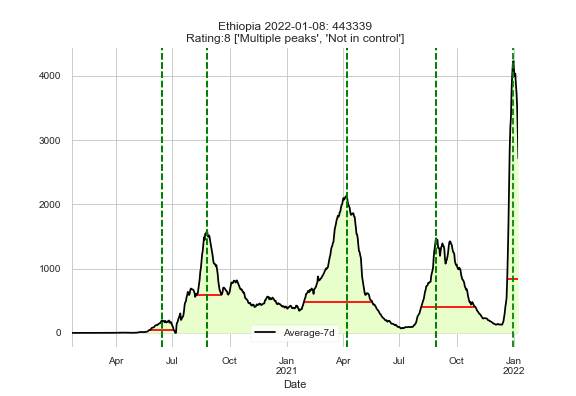 Ethiopia 2022-01-08: 443339
Rating:8 ['Multiple peaks', 'Not in control']
4000
3000
2000
1000
0
Average-7d
Apr
Jul
Oct
Jan
2021
Apr
Jul
Oct
Jan
2022
Date